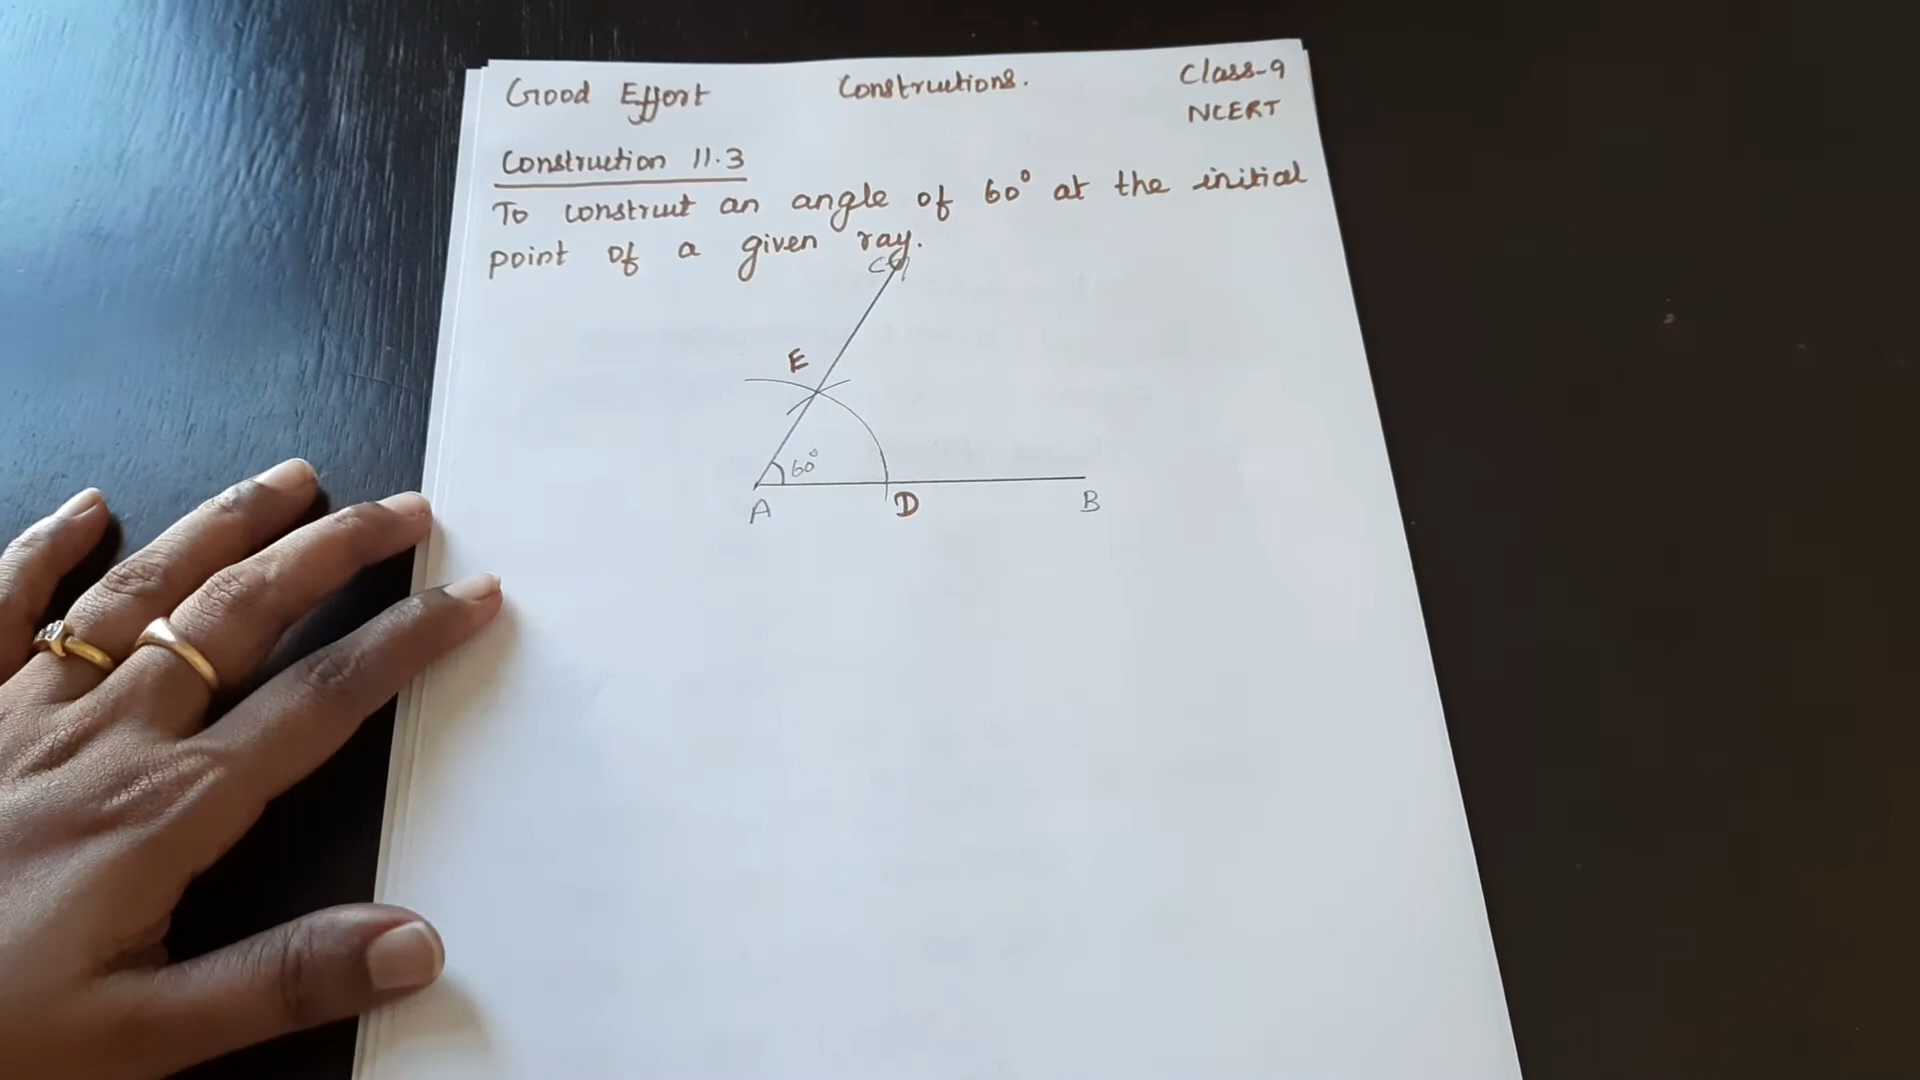 Good Effort Constructions. Class-9
NCERT
Construction 11.3
To construct an angle of 60° at the initial
point of a given ray.
C
E
60°
A D B